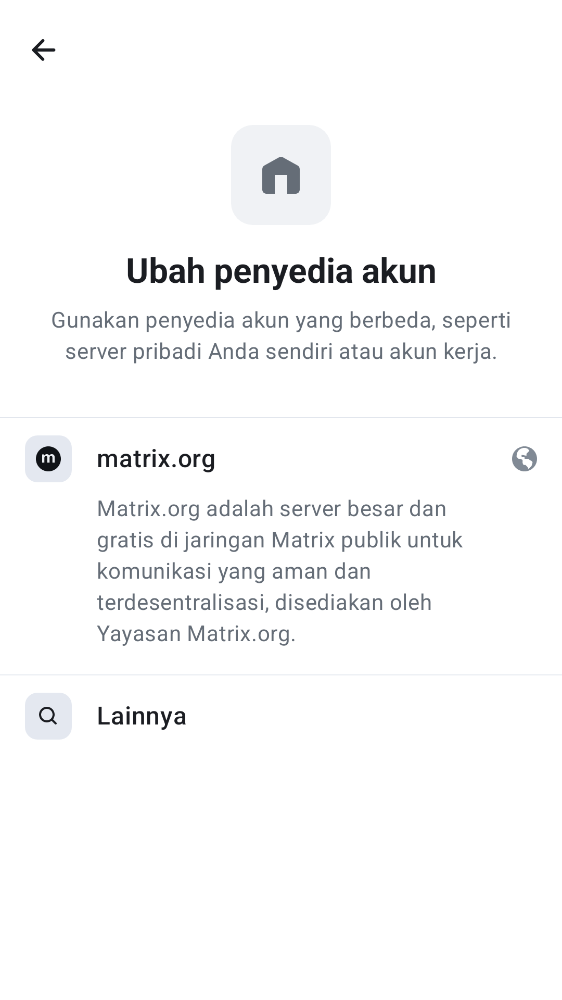 Ubah penyedia akun
Gunakan penyedia akun yang berbeda, seperti
server pribadi Anda sendiri atau akun kerja.
m
matrix.org
Matrix.org adalah server besar dan
gratis di jaringan Matrix publik untuk
komunikasi yang aman dan
terdesentralisasi, disediakan oleh
Yayasan Matrix.org.
Lainnya